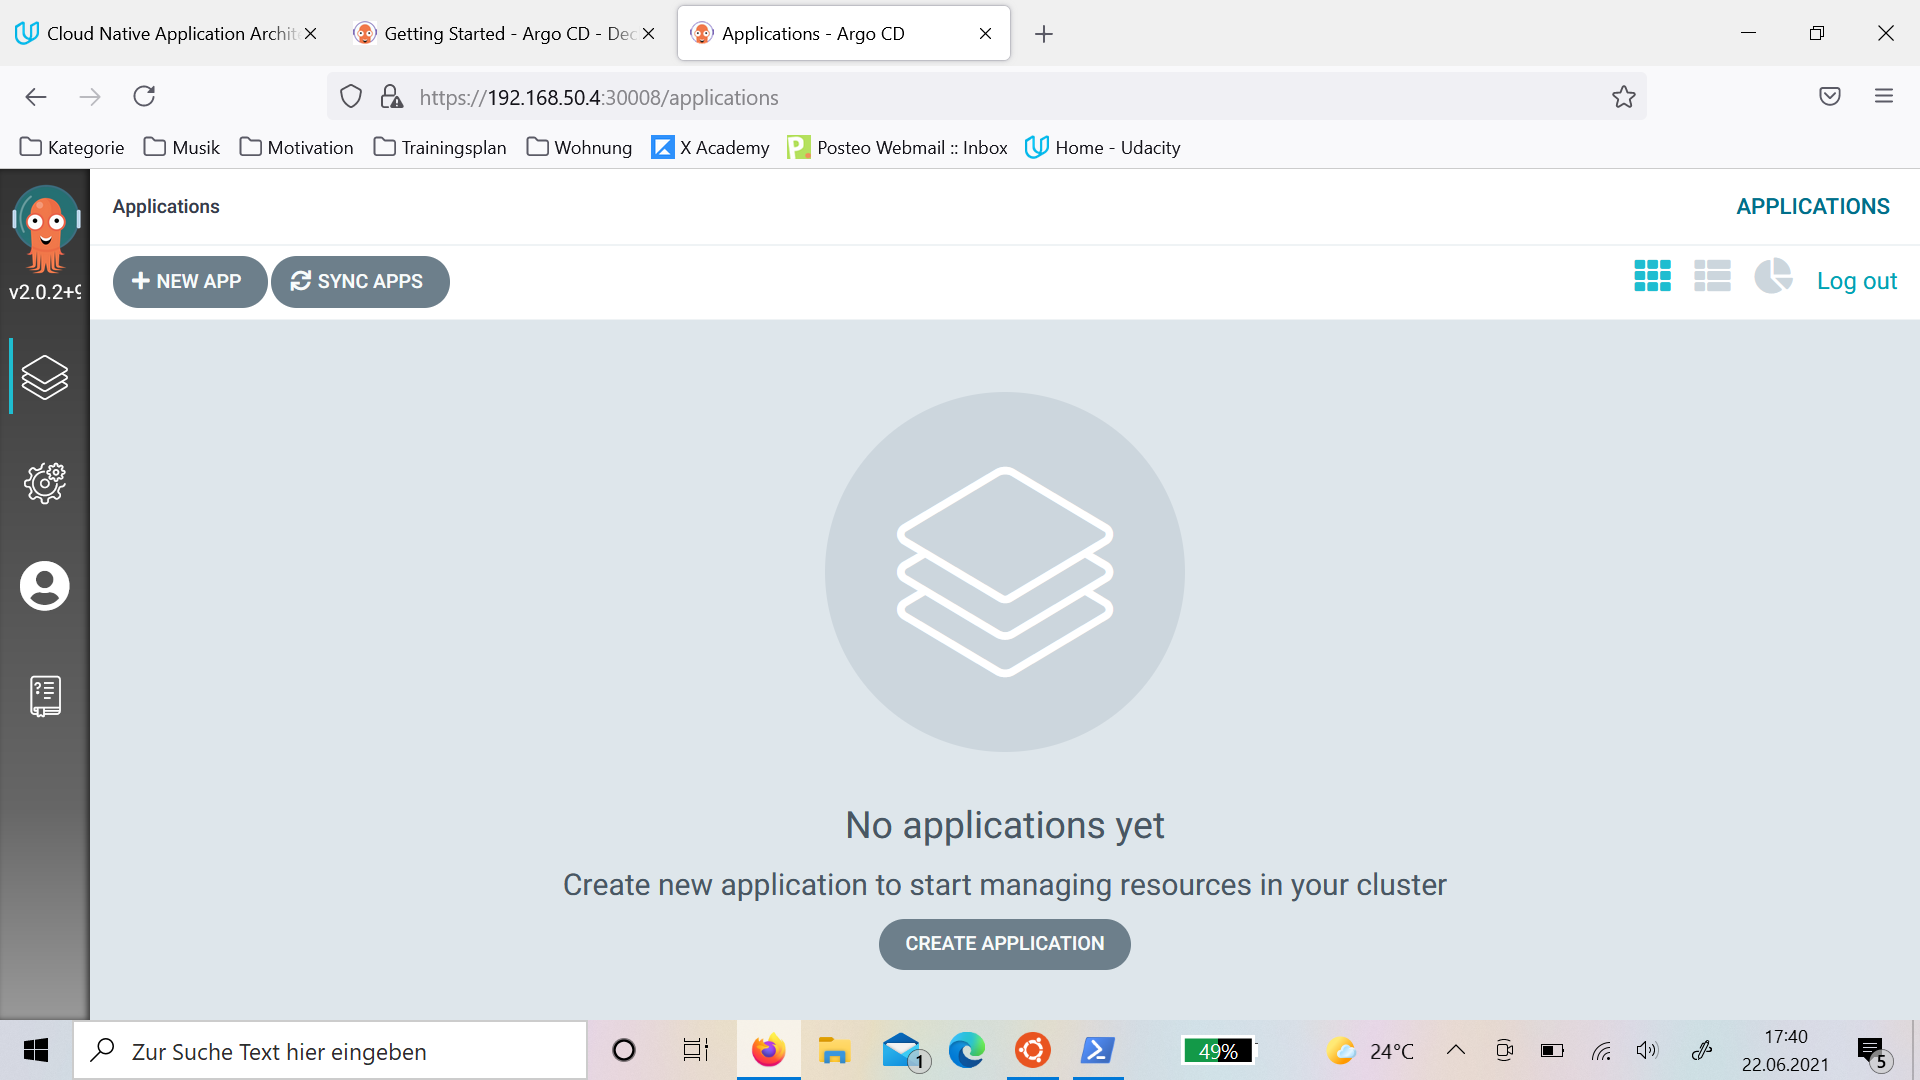 Cloud Native Application Archit
Getting Started - Argo CD - Dec
Applications - Argo CD
https://192.168.50.4:30008/applications
Kategorie
Musik
Motivation
Trainingsplan
Wohnung
X Academy
Posteo Webmail :: Inbox
Home - Udacity
Applications
APPLICATIONS
v2.0.2+9
NEW APP
SYNC APPS
Log out
No applications yet
Create new application to start managing resources in your cluster
CREATE APPLICATION
Zur Suche Text hier eingeben
1
49%
24°C
17:40
22.06.2021
5